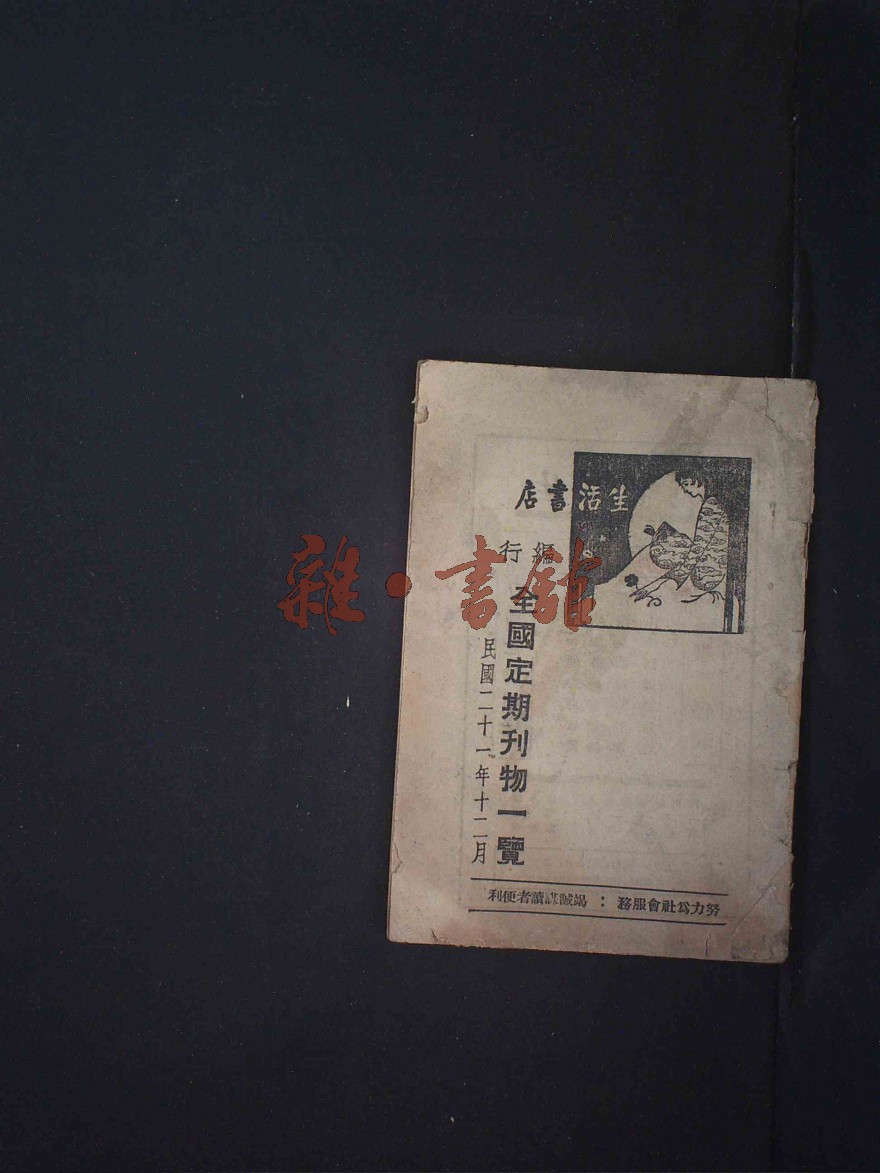 生活書店
編行
全國定期刊物一覽
民國二十一年十二月
努力爲社會服務：竭誠謀讀者便利
雜·書館